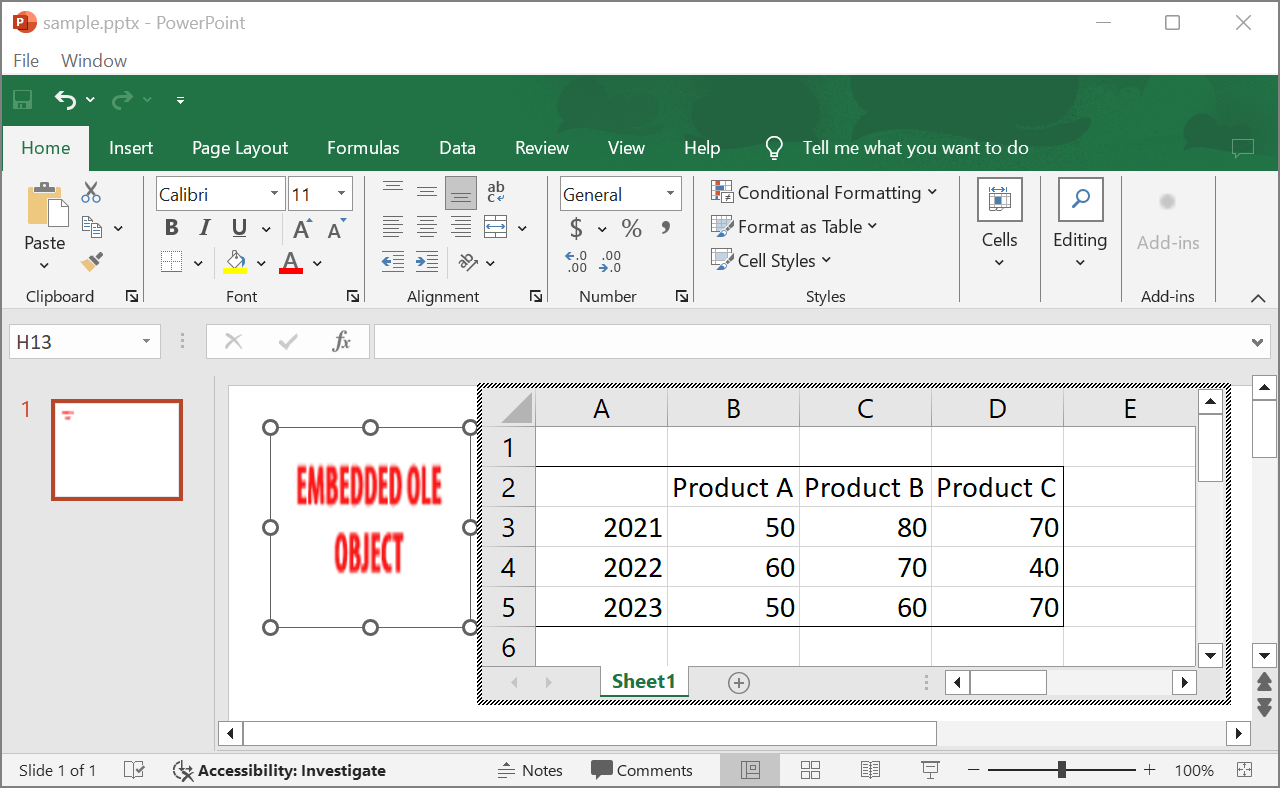 sample.pptx - PowerPoint
File Window
Home Insert Page Layout Formulas Data Review View Help Tell me what you want to do
Paste
Clipboard
Calibri 11
B I U A A
A
Font
ab
c
Alignment
General
$ % ,
.0 .00
.00 .0
Number
Conditional Formatting
Format as Table
Cell Styles
Styles
Cells
Editing
Add-ins
Add-ins
H13 fx
1
EMBEDDED OLE
OBJECT
A B C D E
1
2 Product A Product B Product C
3 2021 50 80 70
4 2022 60 70 40
5 2023 50 60 70
6
Sheet1
Slide 1 of 1 Accessibility: Investigate Notes Comments 100%